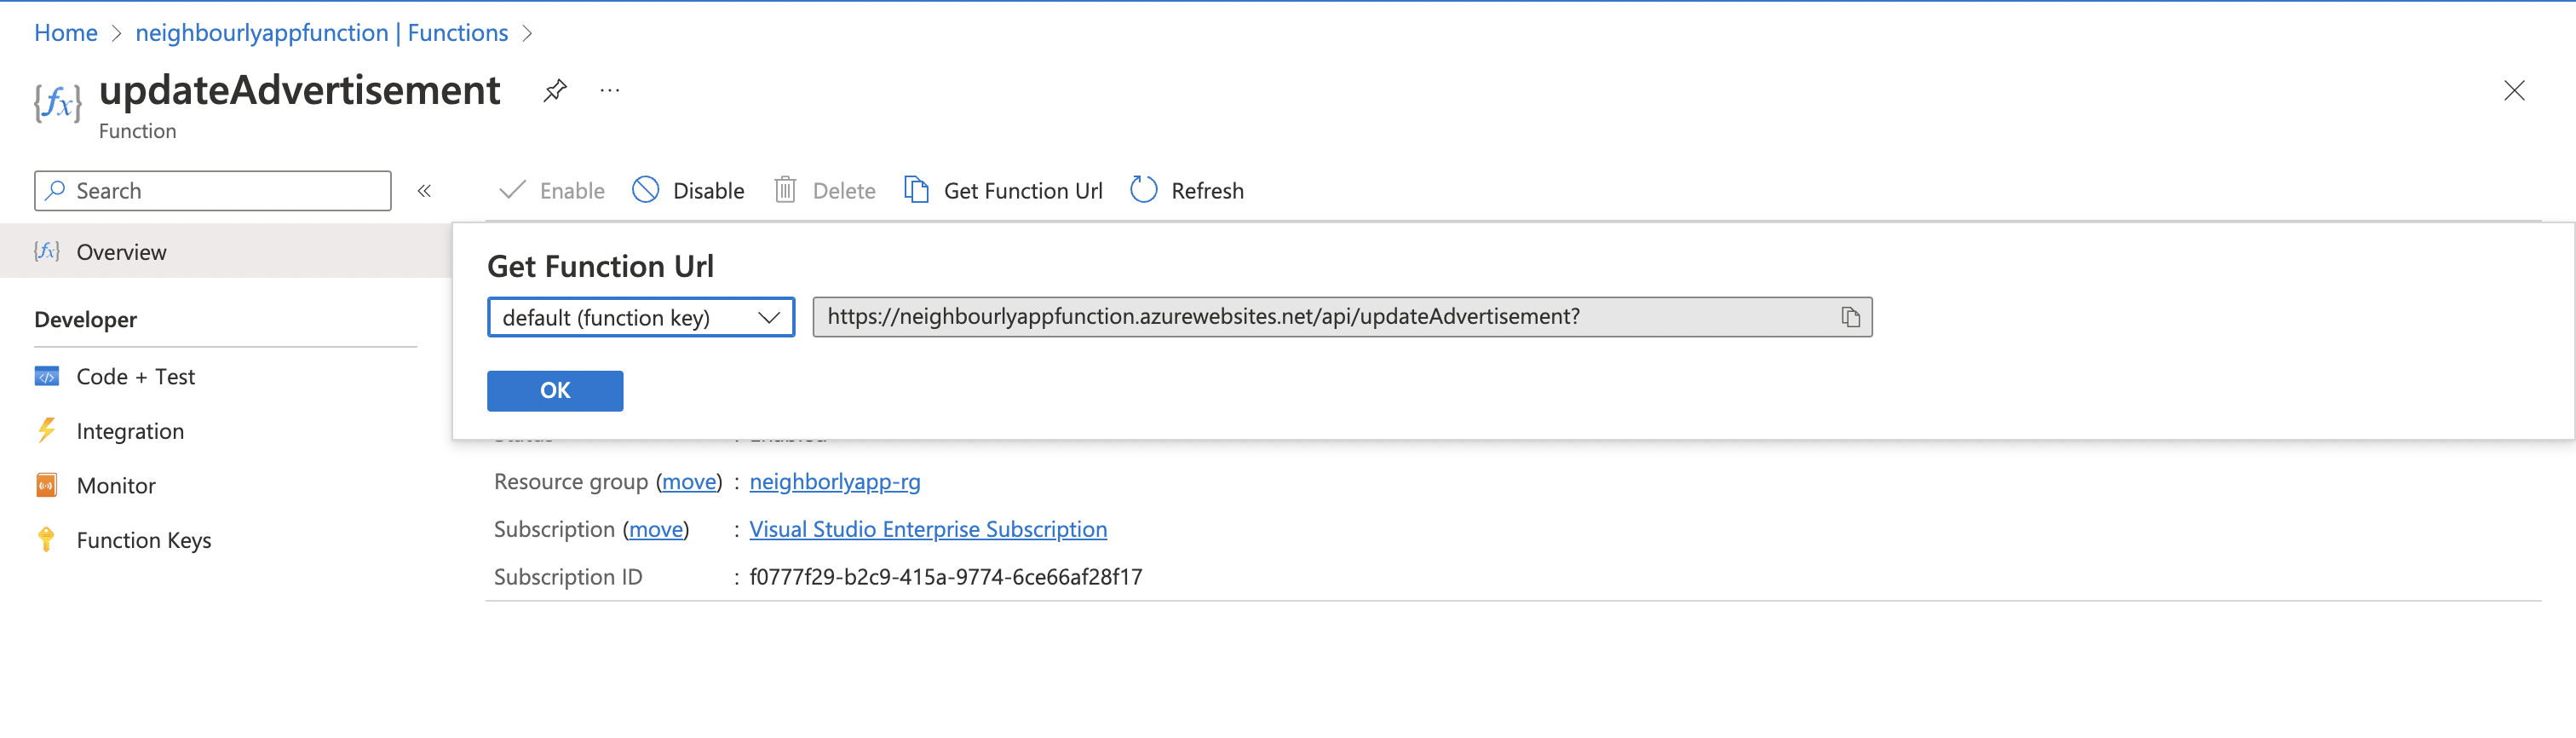 Home > neighbourlyappfunction | Functions >
updateAdvertisement ...
Function
Search «
Enable Disable Delete Get Function Url Refresh
Overview
Get Function Url
default (function key) https://neighbourlyappfunction.azurewebsites.net/api/updateAdvertisement?
OK
Developer
Code + Test
Integration
Monitor
Function Keys
Resource group (move) : neighborlyapp-rg
Subscription (move) : Visual Studio Enterprise Subscription
Subscription ID : f0777f29-b2c9-415a-9774-6ce66af28f17